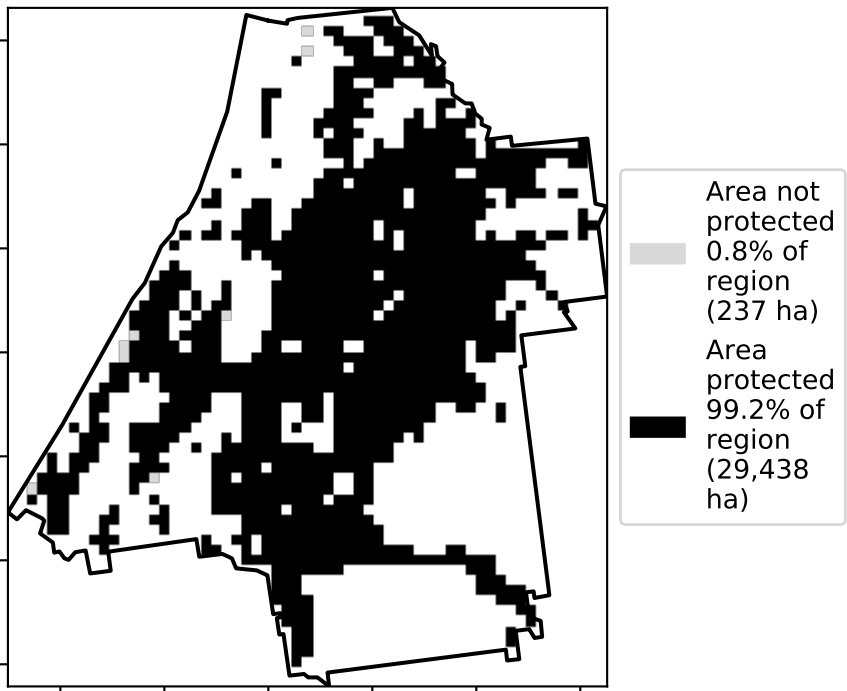 Area not
protected
0.8% of
region
(237 ha)
Area
protected
99.2% of
region
(29,438
ha)